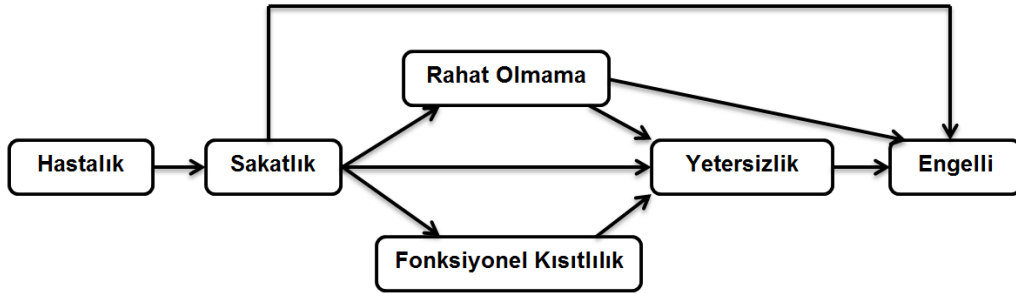 Rahat Olmama
Hastalık
Sakatlık
Yetersizlik
Engelli
Fonksiyonel Kısıtlılık